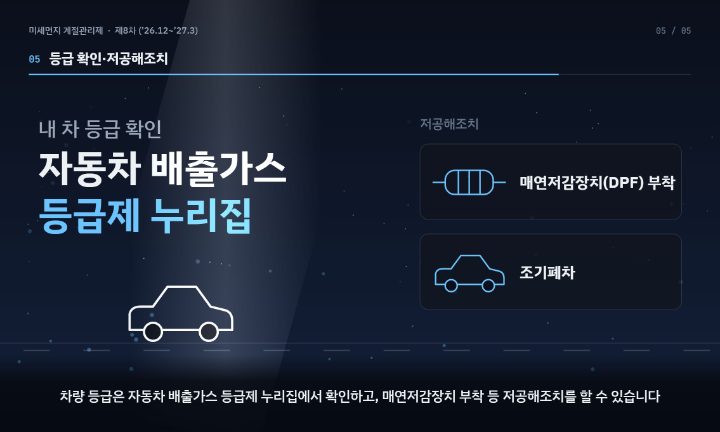 미세먼지 계절관리제 · 제8차 ('26.12~'27.3)
05 / 05
05 등급 확인·저공해조치
내 차 등급 확인
자동차 배출가스
등급제 누리집
저공해조치
매연저감장치(DPF) 부착
조기폐차
차량 등급은 자동차 배출가스 등급제 누리집에서 확인하고, 매연저감장치 부착 등 저공해조치를 할 수 있습니다